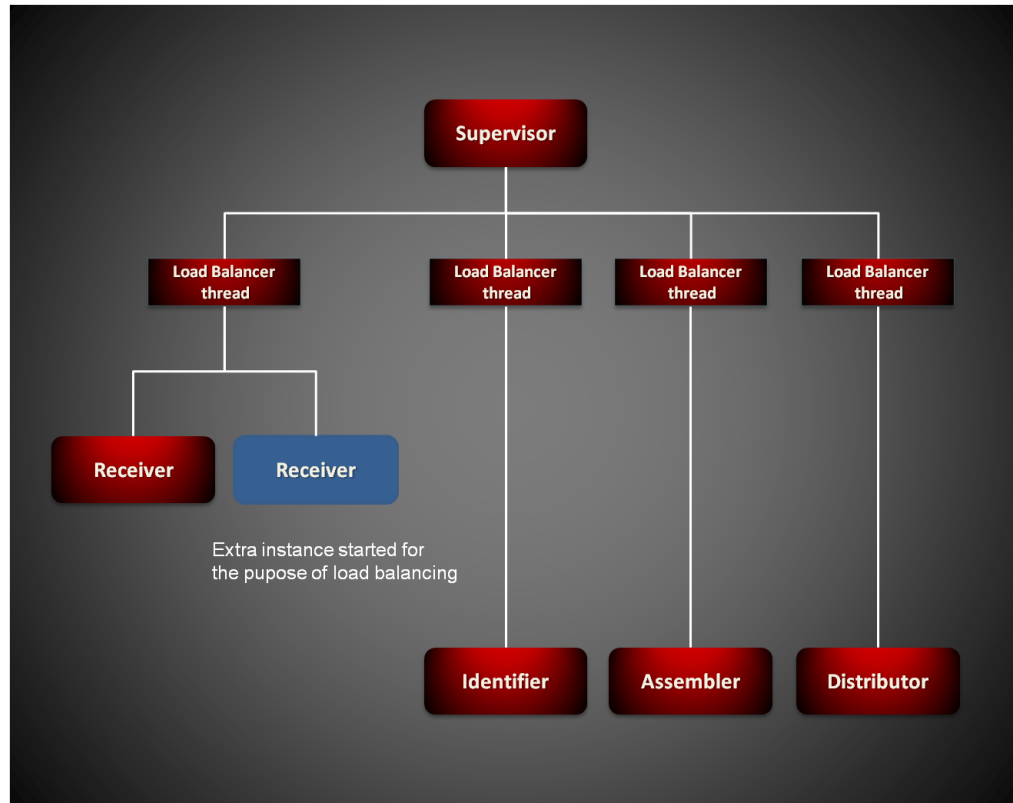 Supervisor
Load Balancer
thread
Load Balancer
thread
Load Balancer
thread
Load Balancer
thread
Receiver
Receiver
Extra instance started for
the pupose of load balancing
Identifier
Assembler
Distributor